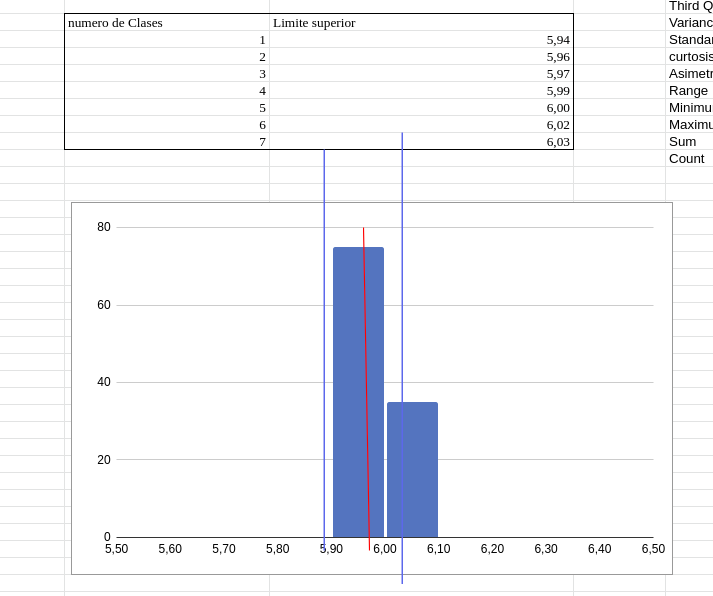 Third Q
numero de Clases Limite superior Varianc
1 5,94 Standar
2 5,96 curtosis
3 5,97 Asimetr
4 5,99 Range
5 6,00 Minimu
6 6,02 Maximu
7 6,03 Sum
Count
80
60
40
20
0
5,50 5,60 5,70 5,80 5,90 6,00 6,10 6,20 6,30 6,40 6,50